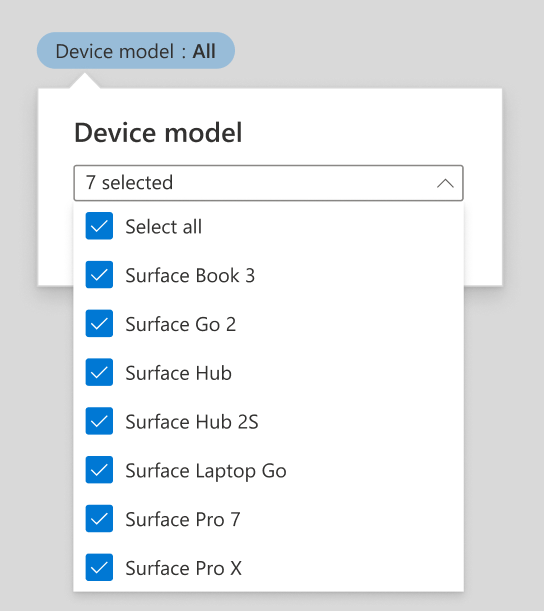 Device model : All
Device model
7 selected
Select all
Surface Book 3
Surface Go 2
Surface Hub
Surface Hub 2S
Surface Laptop Go
Surface Pro 7
Surface Pro X